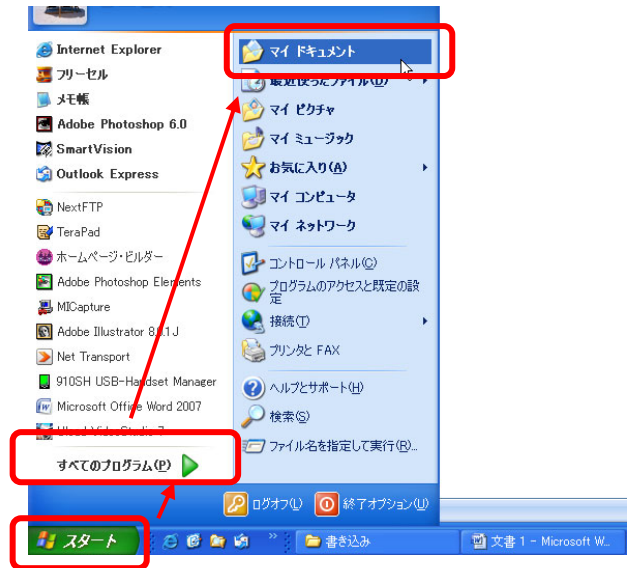 Internet Explorer
フリーセル
メモ帳
Adobe Photoshop 6.0
SmartVision
Outlook Express
NextFTP
TeraPad
ホームページ・ビルダー
Adobe Photoshop Elements
MICapture
Adobe Illustrator 8.0.1J
Net Transport
910SH USB-Handset Manager
Microsoft Office Word 2007
Ulead VideoStudio 7
すべてのプログラム(P)
マイ ドキュメント
最近使ったファイル(D)
マイ ピクチャ
マイ ミュージック
お気に入り(A)
マイ コンピュータ
マイ ネットワーク
コントロール パネル(C)
プログラムのアクセスと既定の設
定
接続(T)
プリンタと FAX
ヘルプとサポート(H)
検索(S)
ファイル名を指定して実行(R)...
ログオフ(L)
終了オプション(U)
スタート
»
書き込み
文書 1 - Microsoft W...